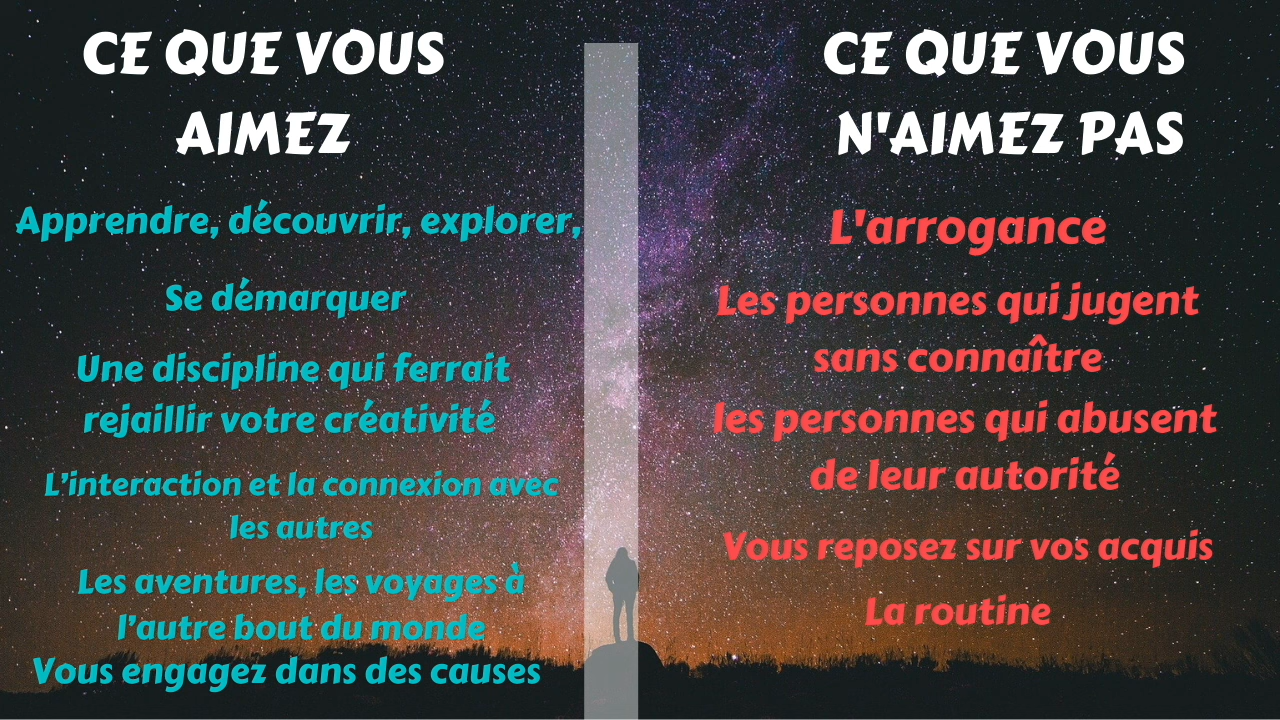 CE QUE VOUS
AIMEZ
Apprendre, découvrir, explorer,
Se démarquer
Une discipline qui ferrait
rejaillir votre créativité
L'interaction et la connexion avec
les autres
Les aventures, les voyages à
l'autre bout du monde
Vous engagez dans des causes
CE QUE VOUS
N'AIMEZ PAS
L'arrogance
Les personnes qui jugent
sans connaître
les personnes qui abusent
de leur autorité
Vous reposez sur vos acquis
La routine